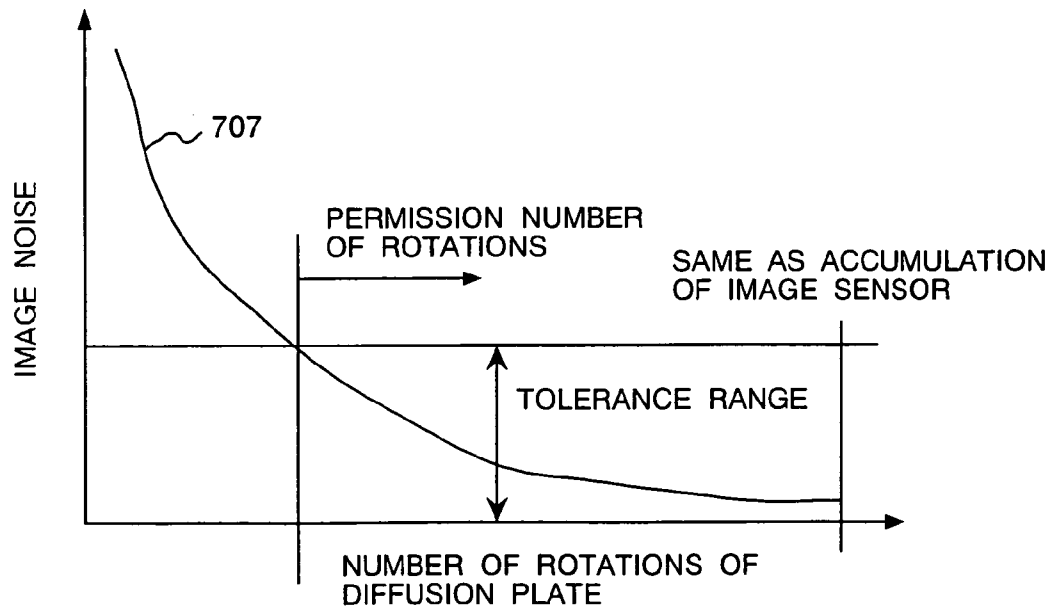 707
IMAGE NOISE
PERMISSION NUMBER
OF ROTATIONS
SAME AS ACCUMULATION
OF IMAGE SENSOR
TOLERANCE RANGE
NUMBER OF ROTATIONS OF
DIFFUSION PLATE